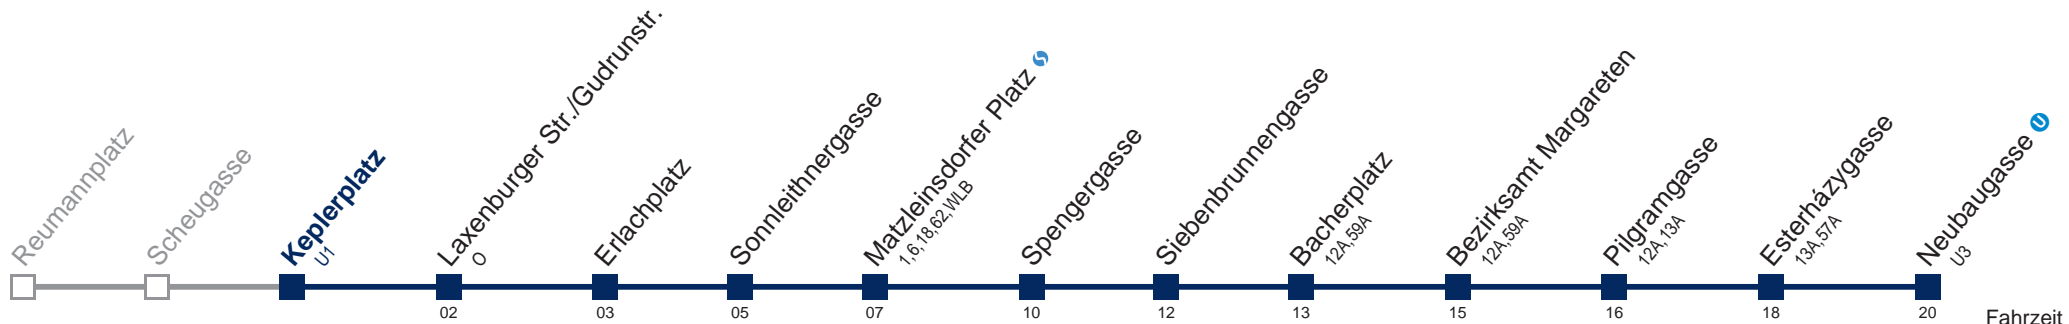 Reumannplatz
Scheugasse
Keplerplatz
U1
Laxenburger Str./Gudrunstr.
O
Erlachplatz
Sonnleithnergasse
Matzleinsdorfer Platz S
1,6,18,62,WLB
Spengergasse
Siebenbrunnengasse
Bacherplatz
12A,59A
Bezirksamt Margareten
12A,59A
Pilgramgasse
12A,13A
Esterházygasse
13A,57A
Neubaugasse U
U3
02 03 05 07 10 12 13 15 16 18 20 Fahrzeit